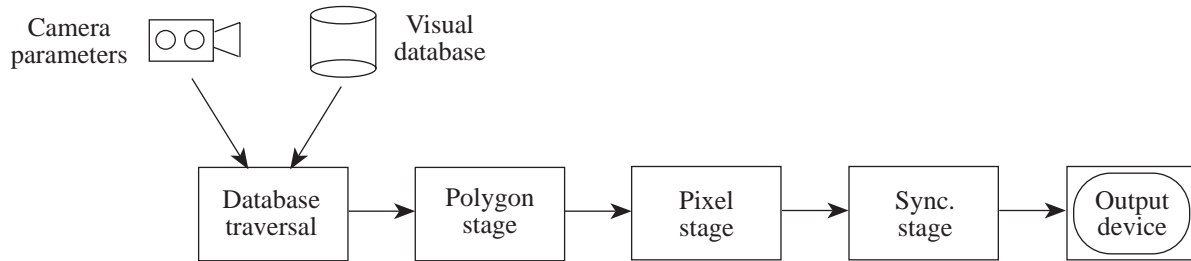 Camera
parameters
Visual
database
Database
traversal
Polygon
stage
Pixel
stage
Sync.
stage
Output
device